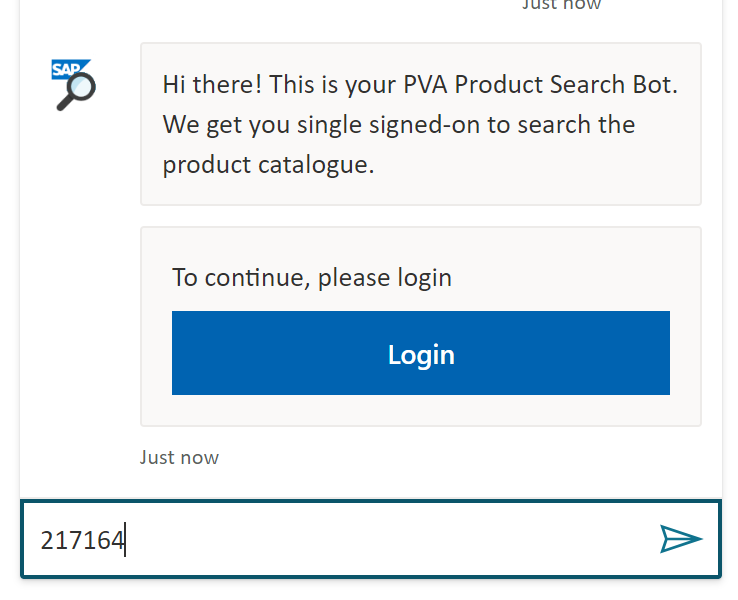 Just now
SAP
Hi there! This is your PVA Product Search Bot.
We get you single signed-on to search the
product catalogue.
To continue, please login
Login
Just now
217164